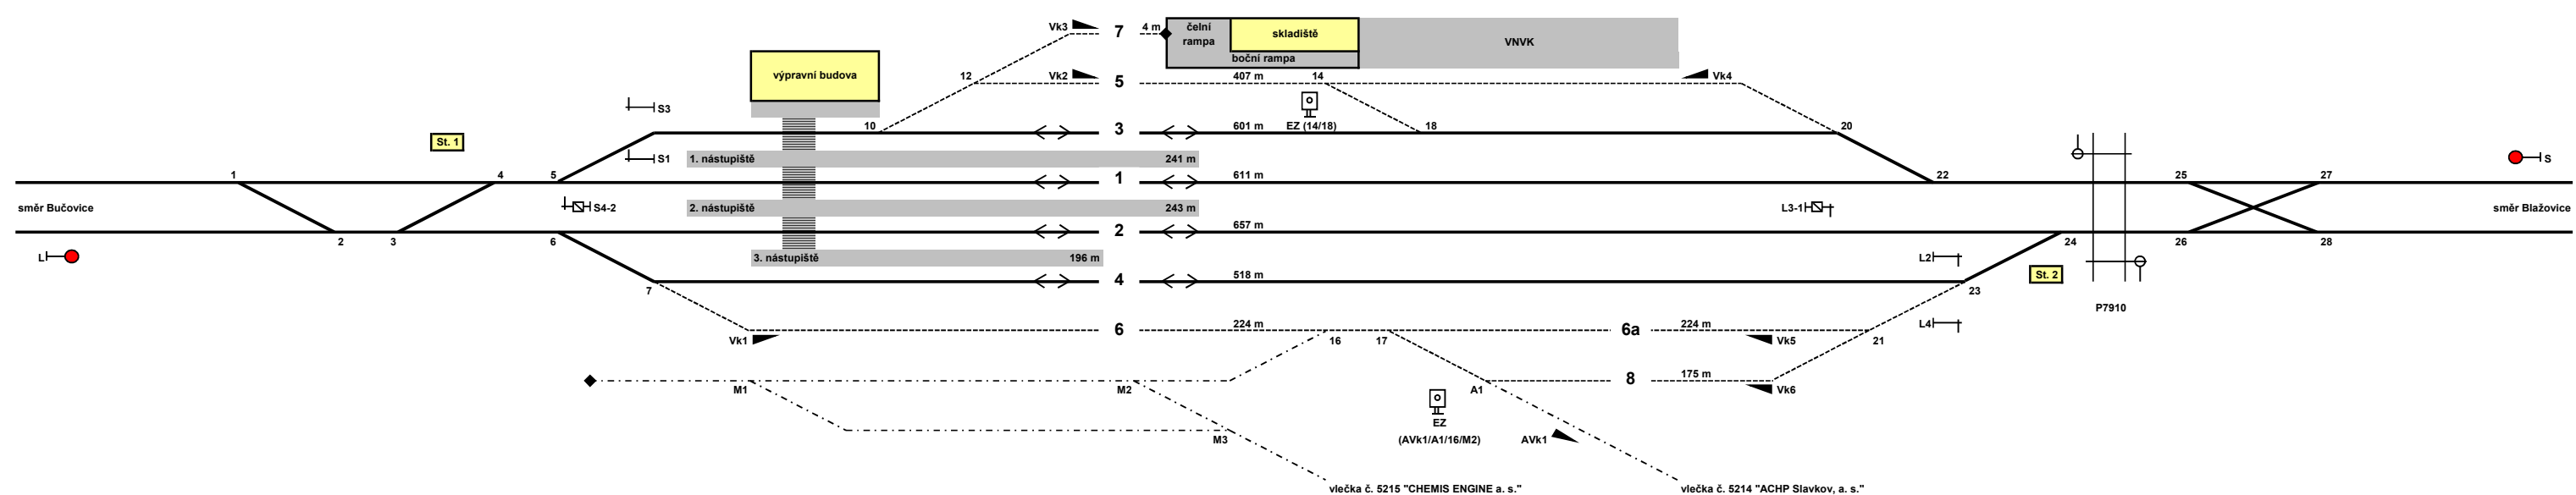 Vk3
7
4 m
čelní
rampa
skladiště
VNVK
výpravní budova
boční rampa
12
Vk2
5
407 m
14
Vk4
S3
St. 1
10
3
601 m
EZ (14/18)
18
20
S1
1. nástupiště
241 m
S
1
4
5
1
611 m
22
25
27
směr Bučovice
S4-2
2. nástupiště
243 m
L3-1
směr Blažovice
2
3
6
2
657 m
24
26
28
L
3. nástupiště
196 m
L2
St. 2
7
4
518 m
23
P7910
Vk1
6
224 m
16
17
6a
224 m
Vk5
21
L4
M1
M2
A1
8
175 m
Vk6
EZ
M3
(AVk1/A1/16/M2)
AVk1
vlečka č. 5215 "CHEMIS ENGINE a. s."
vlečka č. 5214 "ACHP Slavkov, a. s."